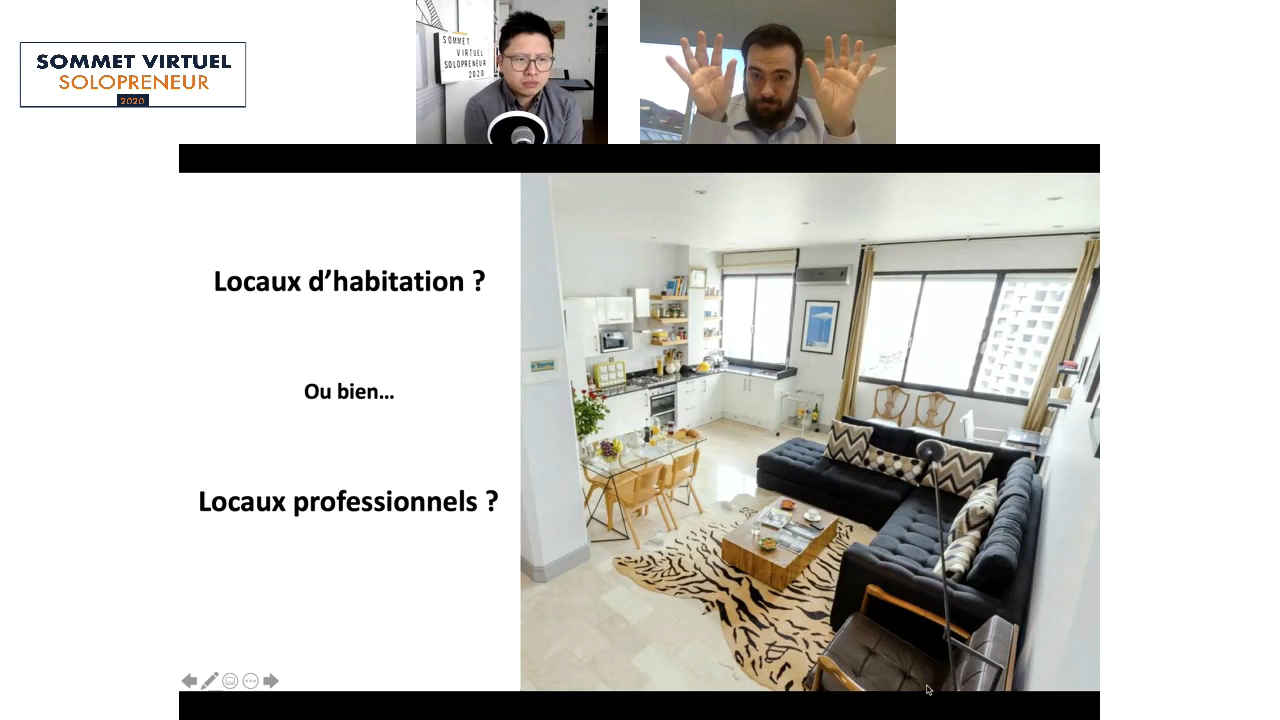 SOMMET VIRTUEL
SOLOPRENEUR
2020
SOMMET
VIRTUEL
SOLOPRENEUR
2020
Locaux d’habitation ?
Ou bien…
Locaux professionnels ?